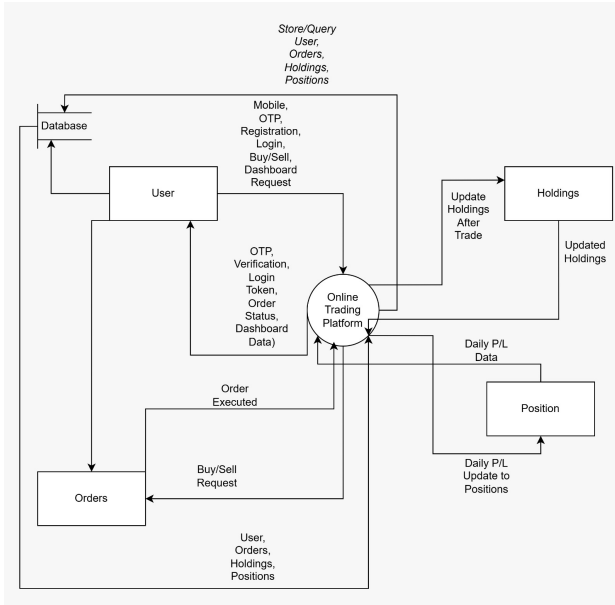 Store/Query
User,
Orders,
Holdings,
Positions
Database
Mobile,
OTP,
Registration,
Login,
Buy/Sell,
Dashboard
Request
User
Holdings
Update
Holdings
After
Trade
Updated
Holdings
OTP,
Verification,
Login
Token,
Order
Status,
Dashboard
Data)
Online
Trading
Platform
Daily P/L
Data
Position
Order
Executed
Daily P/L
Update to
Positions
Buy/Sell
Request
Orders
User,
Orders,
Holdings,
Positions